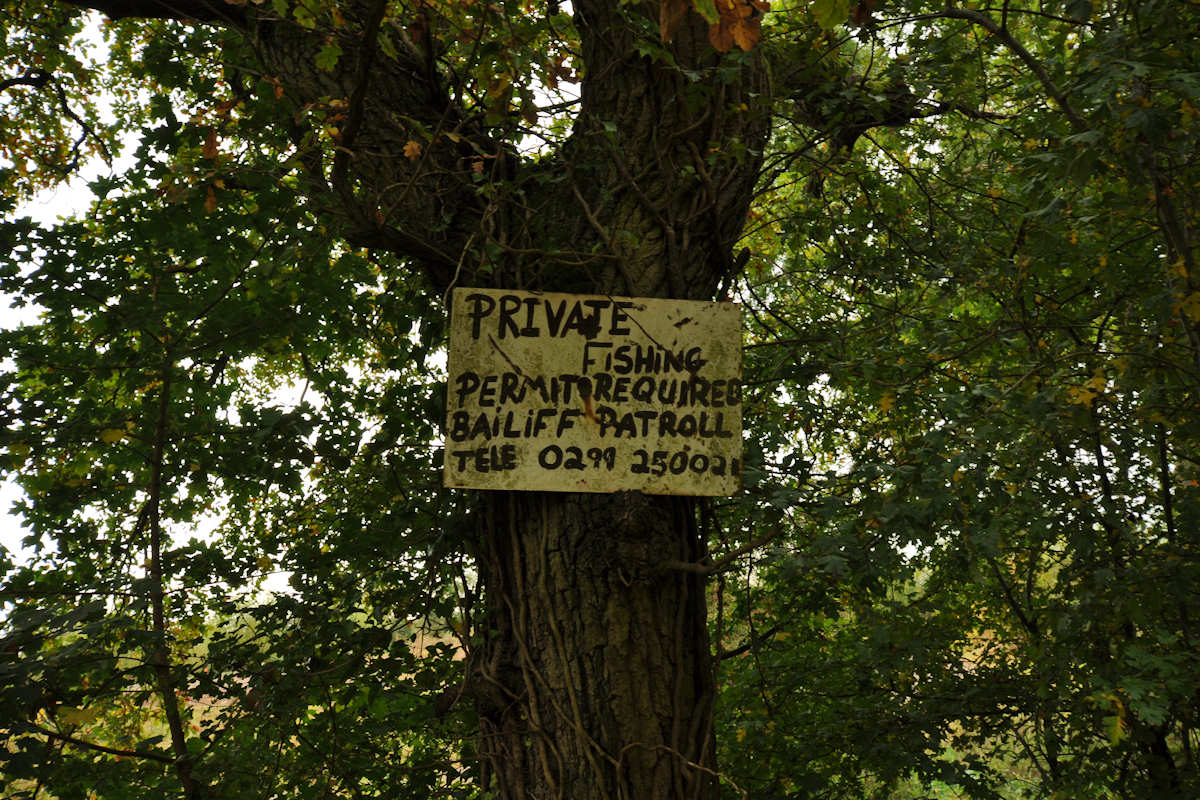 PRIVATE
FISHING
PERMIT REQUIRED
BAILIFF PATROLL
TELE 0299 250021